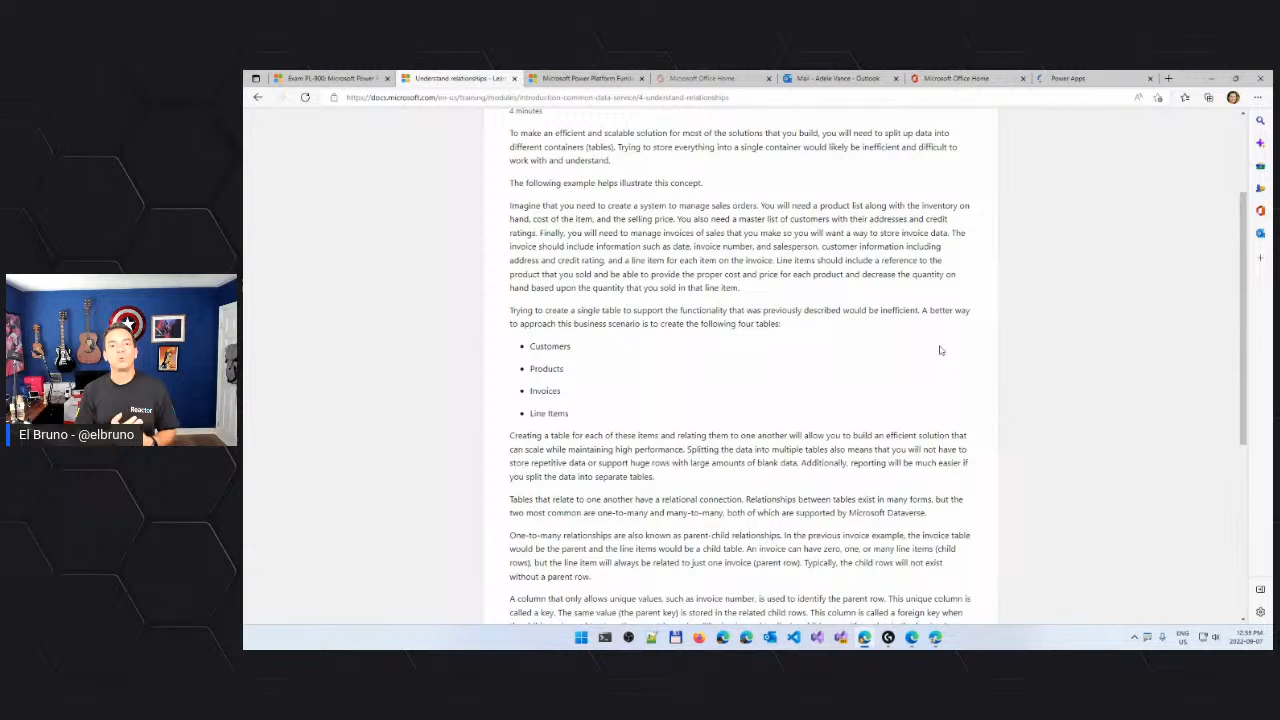 Exam PL-900: Microsoft Power
Understand relationships - Lea
Microsoft Power Platform Fund
Microsoft Office Home
Mail - Adele Vance - Outlook
Microsoft Office Home
Power Apps
https://docs.microsoft.com/en-us/training/modules/introduction-common-data-service/4-understand-relationships
4 minutes
To make an efficient and scalable solution for most of the solutions that you build, you will need to split up data into
different containers (tables). Trying to store everything into a single container would likely be inefficient and difficult to
work with and understand.
The following example helps illustrate this concept.
Imagine that you need to create a system to manage sales orders. You will need a product list along with the inventory on
hand, cost of the item, and the selling price. You also need a master list of customers with their addresses and credit
ratings. Finally, you will need to manage invoices of sales that you make so you will want a way to store invoice data. The
invoice should include information such as date, invoice number, and salesperson, customer information including
address and credit rating, and a line item for each item on the invoice. Line items should include a reference to the
product that you sold and be able to provide the proper cost and price for each product and decrease the quantity on
hand based upon the quantity that you sold in that line item.
Trying to create a single table to support the functionality that was previously described would be inefficient. A better way
to approach this business scenario is to create the following four tables:
• Customers
• Products
• Invoices
• Line Items
Creating a table for each of these items and relating them to one another will allow you to build an efficient solution that
can scale while maintaining high performance. Splitting the data into multiple tables also means that you will not have to
store repetitive data or support huge rows with large amounts of blank data. Additionally, reporting will be much easier if
you split the data into separate tables.
Tables that relate to one another have a relational connection. Relationships between tables exist in many forms, but the
two most common are one-to-many and many-to-many, both of which are supported by Microsoft Dataverse.
One-to-many relationships are also known as parent-child relationships. In the previous invoice example, the invoice table
would be the parent and the line items would be a child table. An invoice can have zero, one, or many line items (child
rows), but the line item will always be related to just one invoice (parent row). Typically, the child rows will not exist
without a parent row.
A column that only allows unique values, such as invoice number, is used to identify the parent row. This unique column is
called a key. The same value (the parent key) is stored in the related child rows. This column is called a foreign key when
Reactor
El Bruno - @elbruno
ENG
US
12:35 PM
2022-09-07